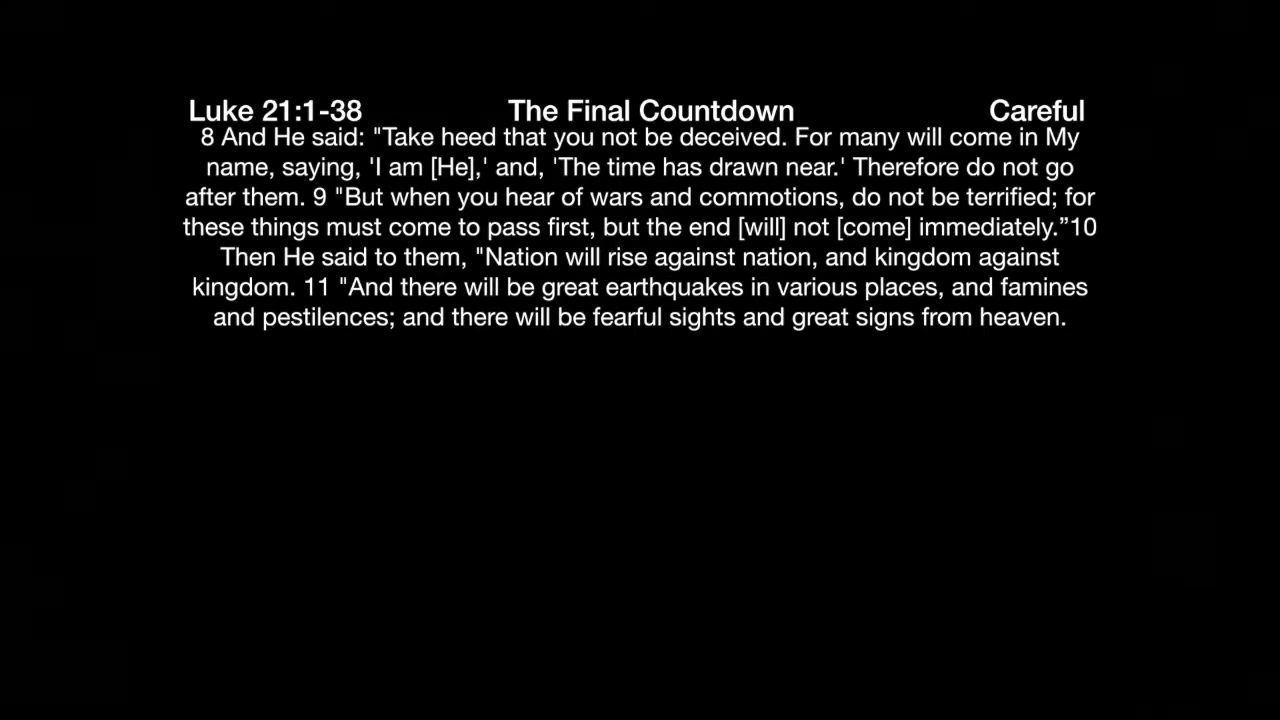 Luke 21:1-38 The Final Countdown Careful
8 And He said: "Take heed that you not be deceived. For many will come in My
name, saying, 'I am [He],' and, 'The time has drawn near.' Therefore do not go
after them. 9 "But when you hear of wars and commotions, do not be terrified; for
these things must come to pass first, but the end [will] not [come] immediately.”10
Then He said to them, "Nation will rise against nation, and kingdom against
kingdom. 11 "And there will be great earthquakes in various places, and famines
and pestilences; and there will be fearful sights and great signs from heaven.